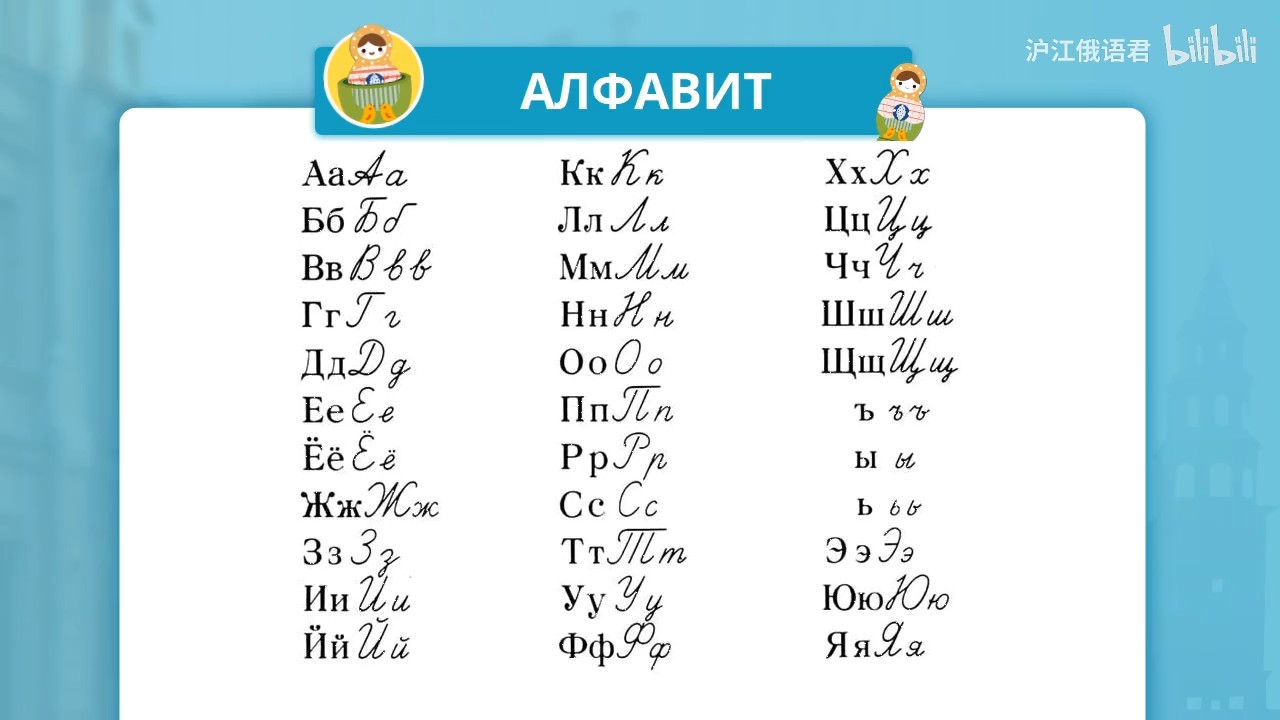 沪江俄语君 bilibili
АЛФАВИТ
Аа Аа
Бб Бб
Вв В в в
Гг Гг
Дд Дд
Ее Ее
Ёё Ёё
Жж Жж
Зз Зз
Ии Ии
Йй Йй
Кк Кк
Лл Лл
Мм Мм
Нн Нн
Оо Оо
Пп Пп
Рр Рр
Сс Сс
Тт Тт
Уу Уу
Фф Фф
Хх Хх
Цц Цц
Чч Чч
Шш Шш
Щщ Щщ
ъ ъ ъ
ы ы
ь ь ь
Ээ Ээ
Юю Юю
Яя Яя